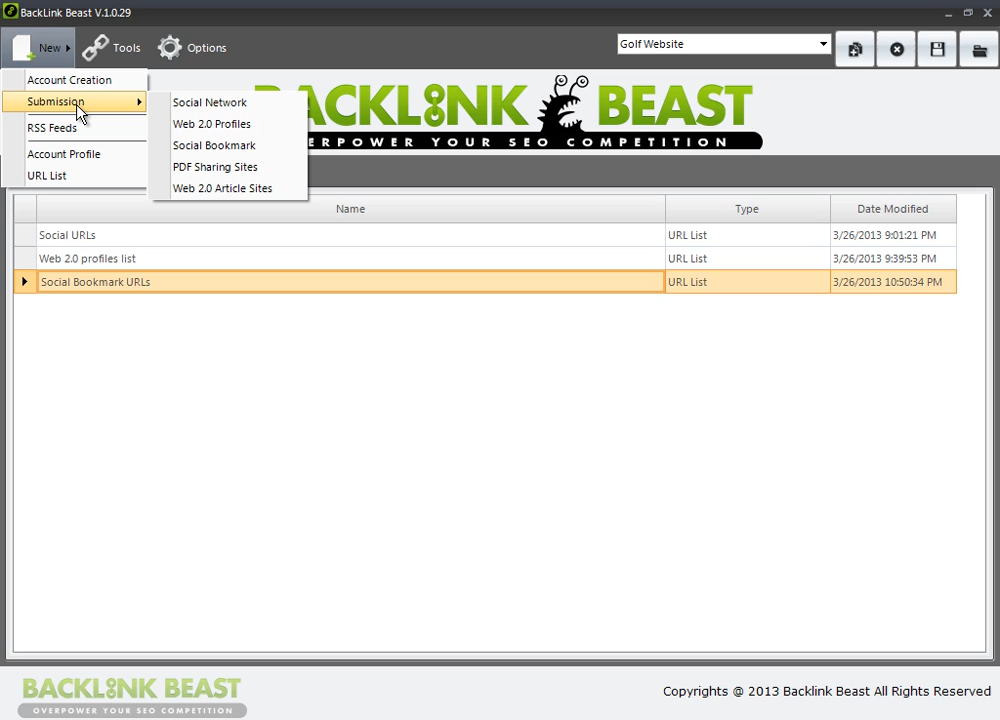 BackLink Beast V.1.0.29
New Tools Options Golf Website
Account Creation
Submission
RSS Feeds
Account Profile
URL List
Social Network
Web 2.0 Profiles
Social Bookmark
PDF Sharing Sites
Web 2.0 Article Sites
BACKLINK BEAST
OVERPOWER YOUR SEO COMPETITION
Name Type Date Modified
Social URLs URL List 3/26/2013 9:01:21 PM
Web 2.0 profiles list URL List 3/26/2013 9:39:53 PM
Social Bookmark URLs URL List 3/26/2013 10:50:34 PM
BACKLINK BEAST
OVERPOWER YOUR SEO COMPETITION
Copyrights @ 2013 Backlink Beast All Rights Reserved